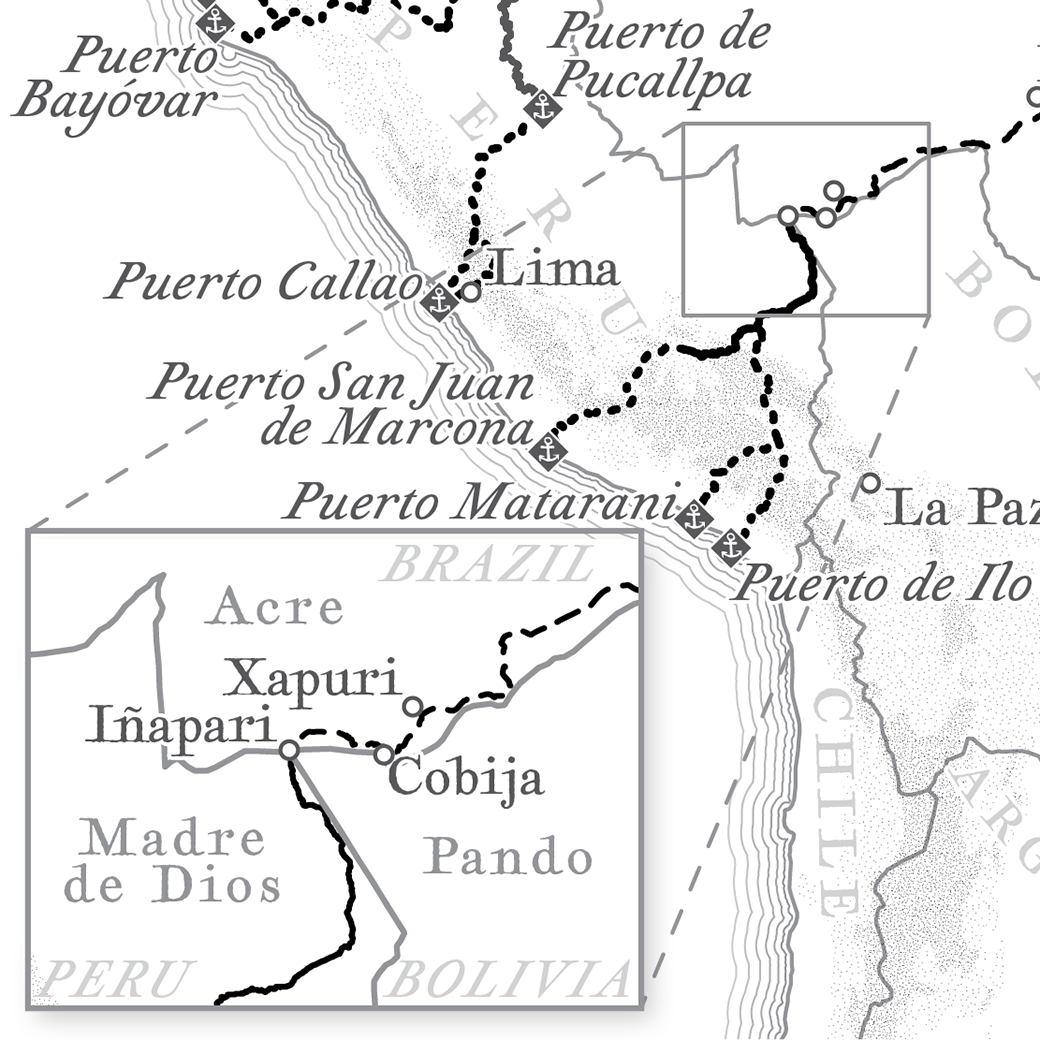 Puerto
Bayóvar
Puerto de
Pucallpa
PERU
Puerto Callao
Lima
Puerto San Juan
de Marcona
Puerto Matarani
La Paz
Puerto de Ilo
BRAZIL
Acre
Xapuri
Iñapari
Cobija
Madre
de Dios
Pando
PERU
BOLIVIA
CHILE
BO
ARG